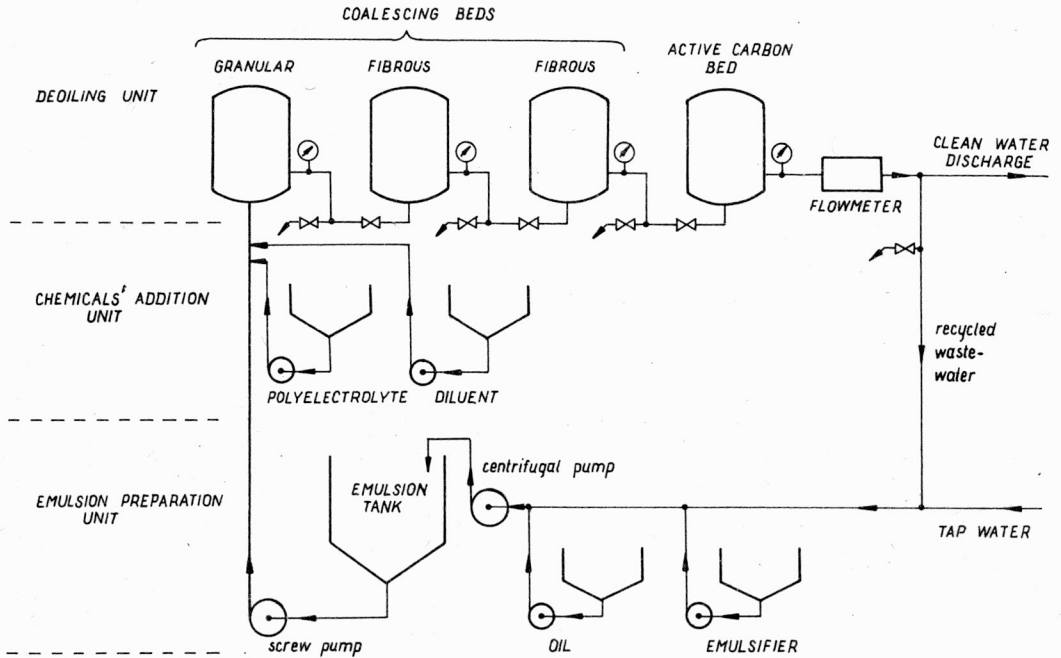 COALESCING BEDS
GRANULAR
FIBROUS
FIBROUS
ACTIVE CARBON
BED
DEOILING UNIT
CLEAN WATER
DISCHARGE
FLOWMETER
CHEMICALS' ADDITION
UNIT
POLYELECTROLYTE
DILUENT
recycled
waste-
water
EMULSION PREPARATION
UNIT
EMULSION
TANK
centrifugal pump
TAP WATER
screw pump
OIL
EMULSIFIER